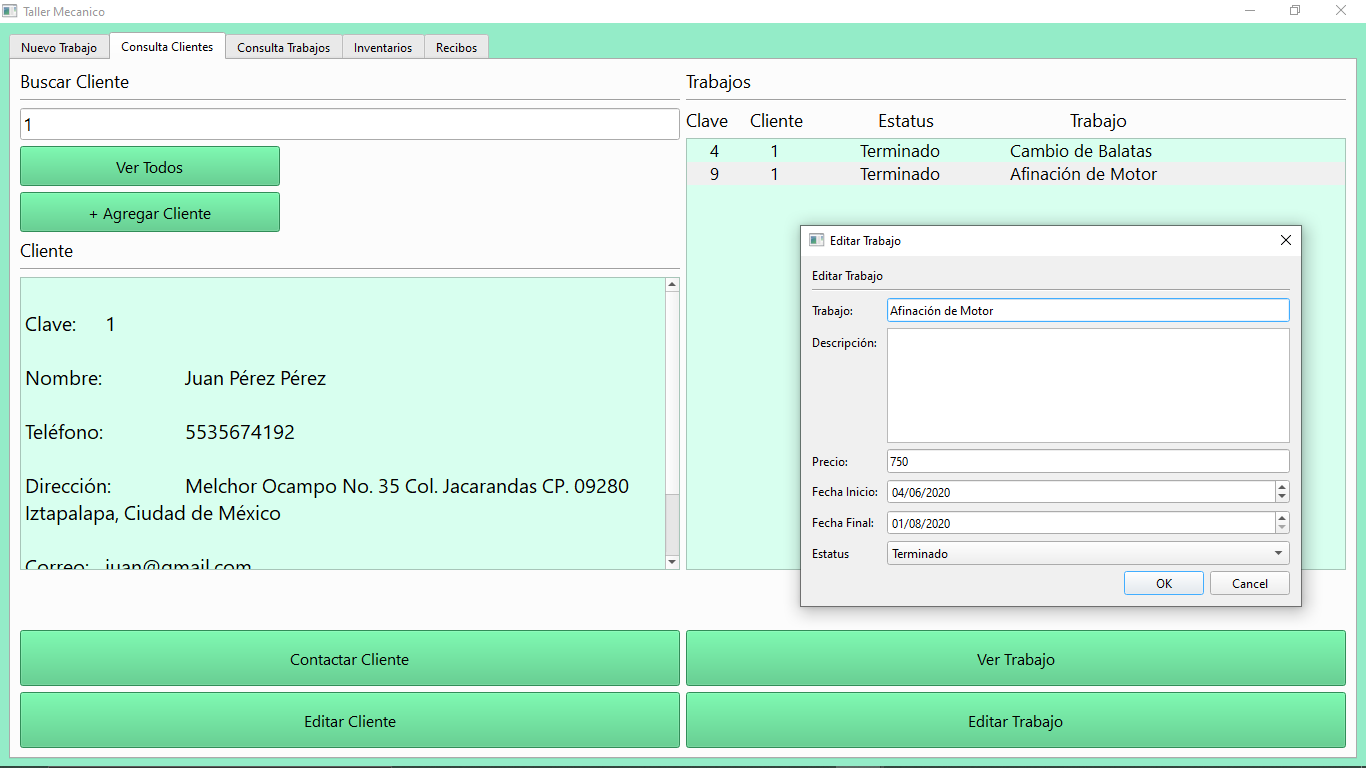 Taller Mecanico
Nuevo Trabajo
Consulta Clientes
Consulta Trabajos
Inventarios
Recibos
Buscar Cliente
1
Ver Todos
+ Agregar Cliente
Cliente
Clave: 1
Nombre: Juan Pérez Pérez
Teléfono: 5535674192
Dirección: Melchor Ocampo No. 35 Col. Jacarandas CP. 09280
Iztapalapa, Ciudad de México
Correo: juan@gmail.com
Contactar Cliente
Editar Cliente
Trabajos
Clave Cliente Estatus Trabajo
4 1 Terminado Cambio de Balatas
9 1 Terminado Afinación de Motor
Editar Trabajo
Editar Trabajo
Trabajo: Afinación de Motor
Descripción:
Precio: 750
Fecha Inicio: 04/06/2020
Fecha Final: 01/08/2020
Estatus Terminado
OK Cancel
Ver Trabajo
Editar Trabajo